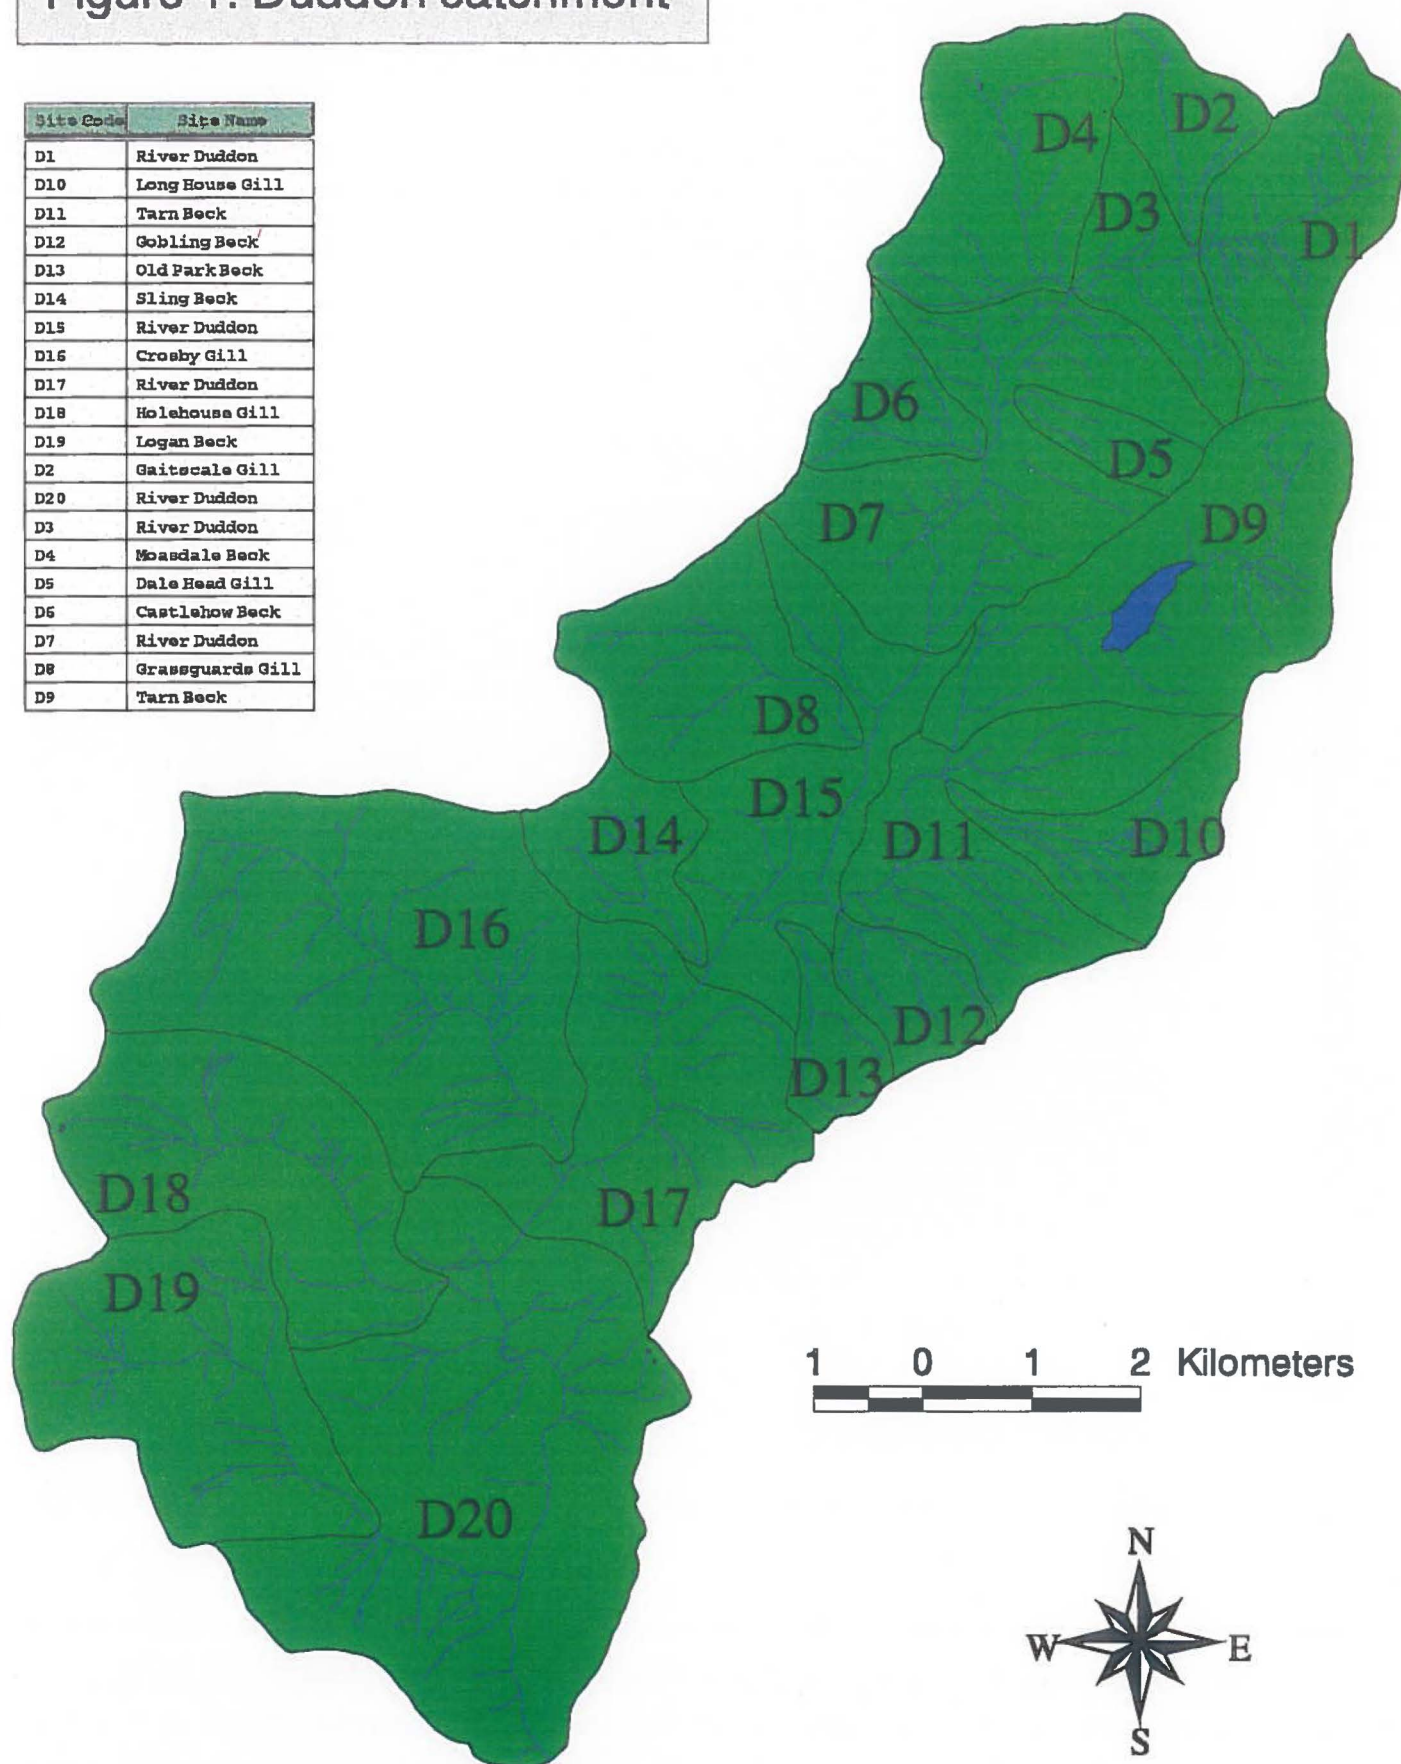 Figure 1: Duddon catchment
Site Code Site Name
D1 River Duddon
D10 Long House Gill
D11 Tarn Beck
D12 Gobling Beck
D13 Old Park Beck
D14 Sling Beck
D15 River Duddon
D16 Crosby Gill
D17 River Duddon
D18 Holehouse Gill
D19 Logan Beck
D2 Gaitscale Gill
D20 River Duddon
D3 River Duddon
D4 Moasdale Beck
D5 Dale Head Gill
D6 Castlehow Beck
D7 River Duddon
D8 Grassguards Gill
D9 Tarn Beck
D2
D4
D3
D1
D6
D5
D7
D9
D8
D15
D14
D11
D10
D16
D12
D13
D18
D17
D19
D20
1 0 1 2 Kilometers
N
W E
S